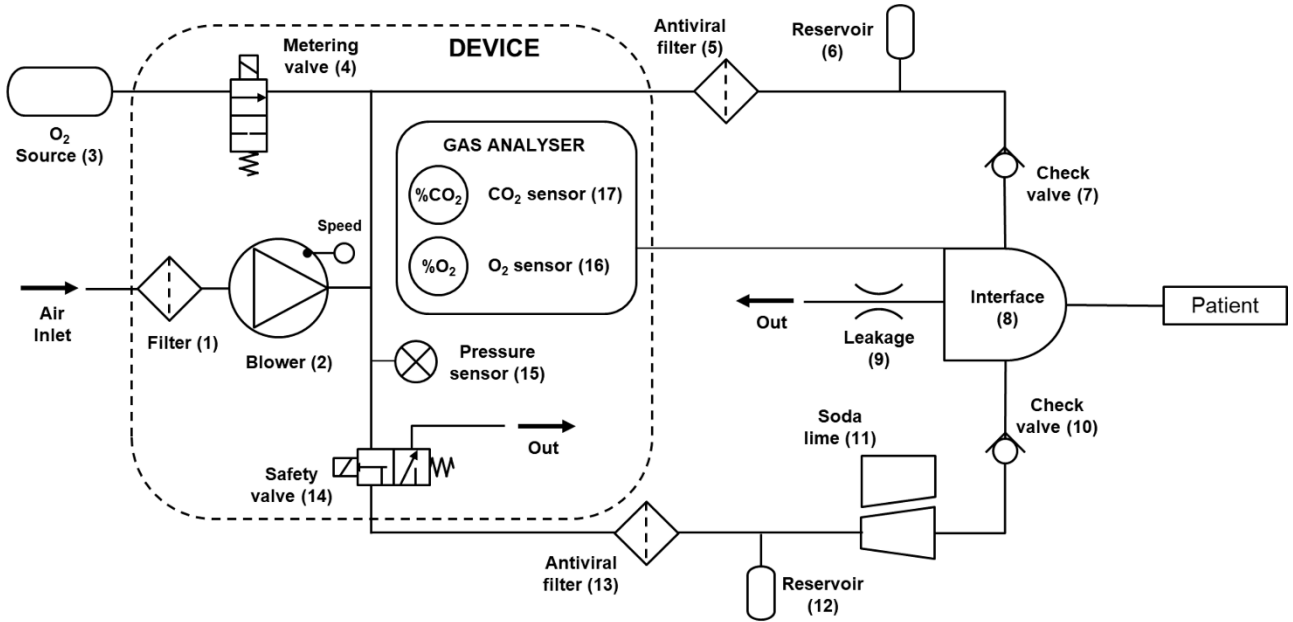 DEVICE
Metering
valve (4)
Antiviral
filter (5)
Reservoir
(6)
O2
Source (3)
GAS ANALYSER
%CO2
CO2 sensor (17)
%O2
O2 sensor (16)
Check
valve (7)
Speed
Air
Inlet
Filter (1)
Blower (2)
Pressure
sensor (15)
Out
Leakage
(9)
Interface
(8)
Patient
Out
Safety
valve (14)
Soda
lime (11)
Check
valve (10)
Antiviral
filter (13)
Reservoir
(12)